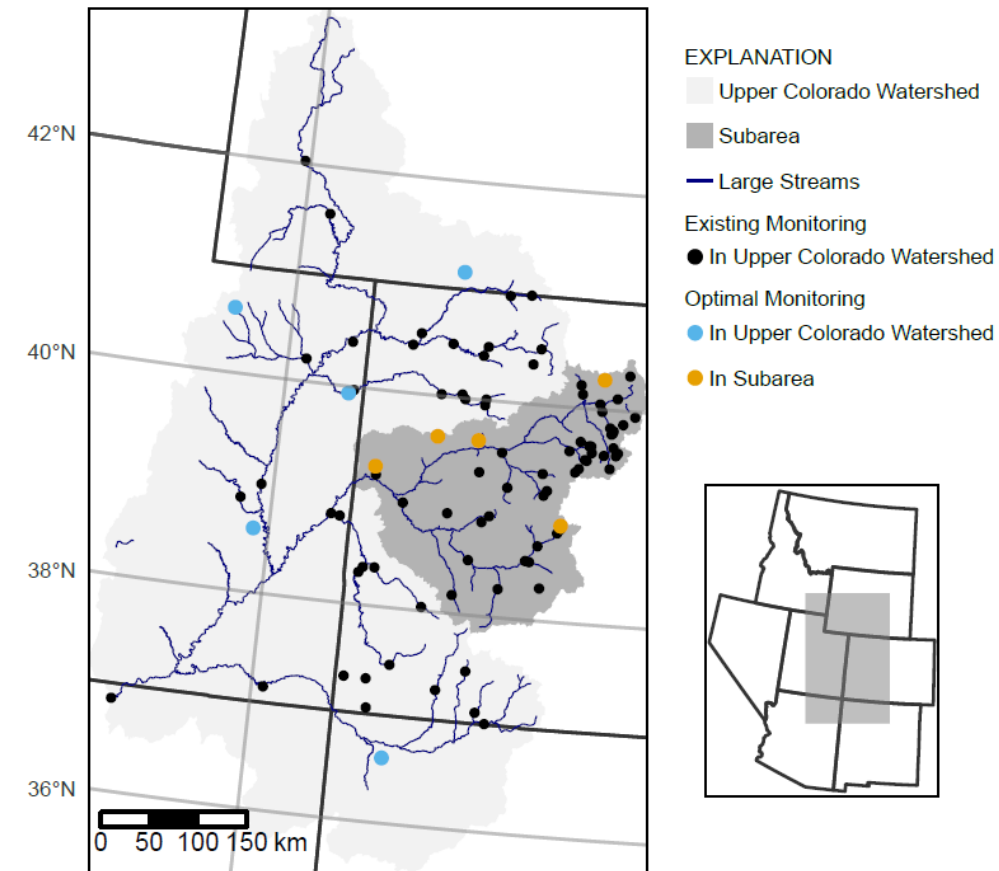 42°N
40°N
38°N
36°N
0 50 100 150 km
EXPLANATION
Upper Colorado Watershed
Subarea
Large Streams
Existing Monitoring
In Upper Colorado Watershed
Optimal Monitoring
In Upper Colorado Watershed
In Subarea